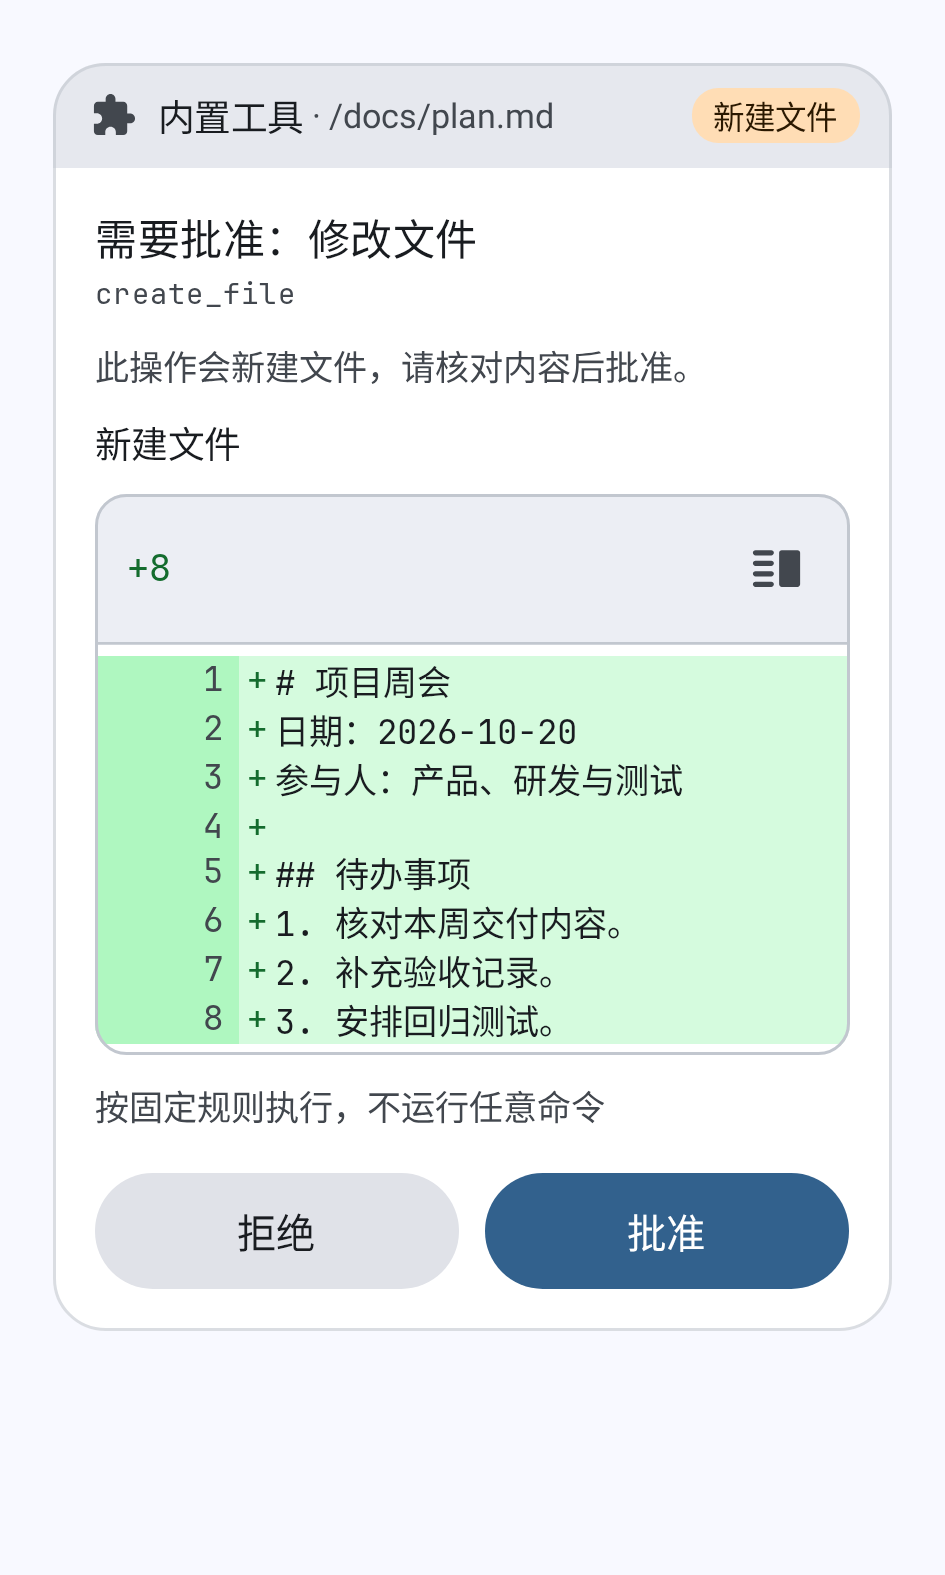 内置工具 · /docs/plan.md 新建文件
需要批准：修改文件
create_file
此操作会新建文件，请核对内容后批准。
新建文件
+8
1 + # 项目周会
2 + 日期：2026-10-20
3 + 参与人：产品、研发与测试
4 +
5 + ## 待办事项
6 + 1. 核对本周交付内容。
7 + 2. 补充验收记录。
8 + 3. 安排回归测试。
按固定规则执行，不运行任意命令
拒绝 批准